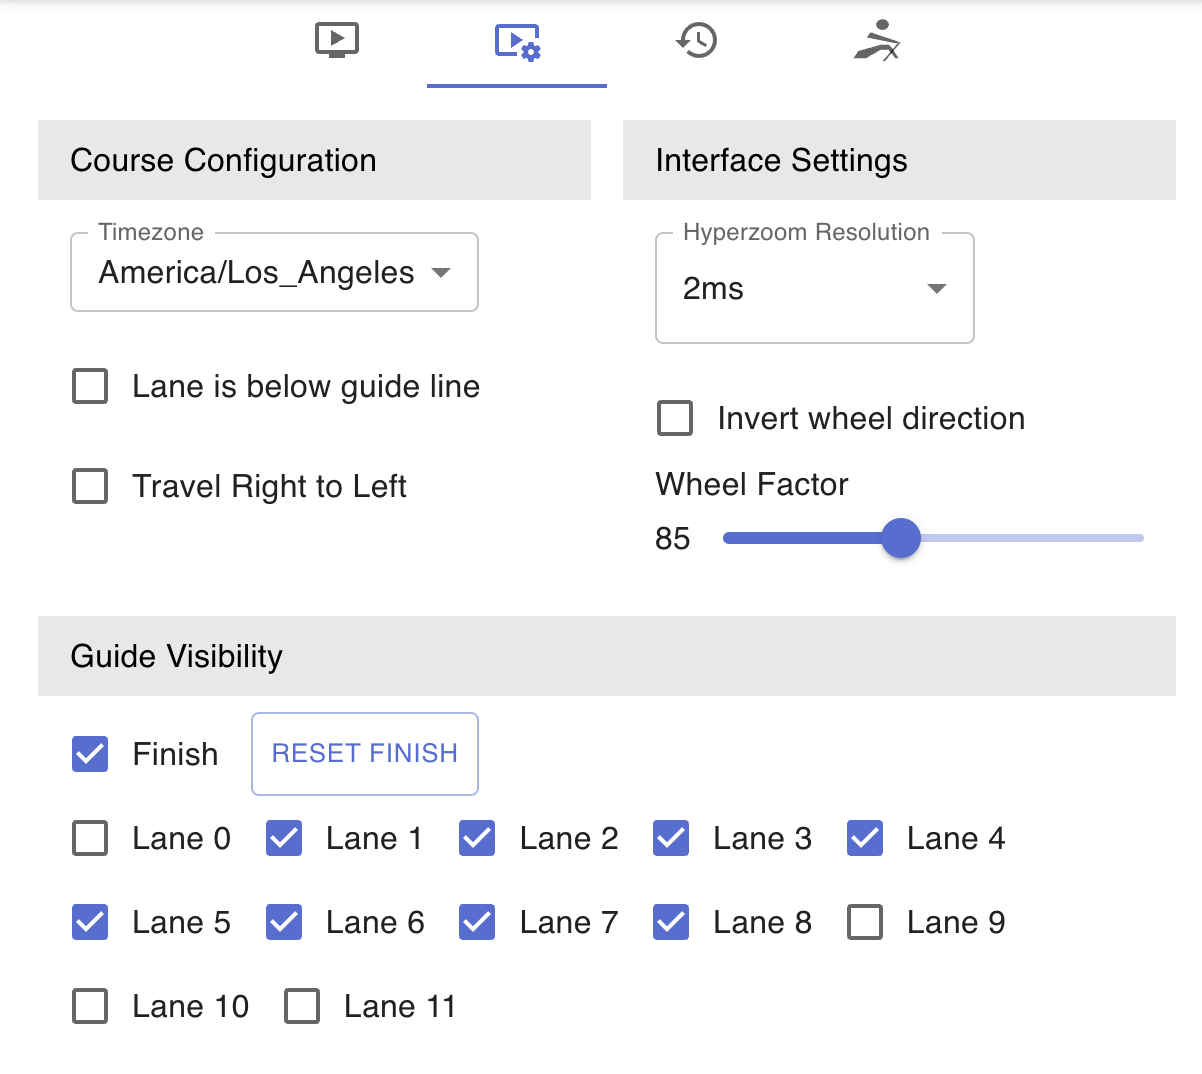 Course Configuration
Timezone
America/Los_Angeles
Lane is below guide line
Travel Right to Left
Interface Settings
Hyperzoom Resolution
2ms
Invert wheel direction
Wheel Factor
85
Guide Visibility
Finish RESET FINISH
Lane 0 Lane 1 Lane 2 Lane 3 Lane 4
Lane 5 Lane 6 Lane 7 Lane 8 Lane 9
Lane 10 Lane 11